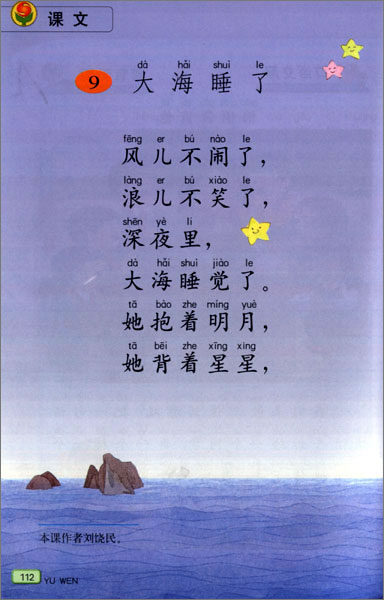 课文
dà hǎi shuì le
9 大海睡了
fēng er bú nào le
风儿不闹了，
làng er bú xiào le
浪儿不笑了，
shēn yè li
深夜里，
dà hǎi shuì jiào le
大海睡觉了。
tā bào zhe míng yuè
她抱着明月，
tā bēi zhe xīng xing
她背着星星，
本课作者刘饶民。
112 YU WEN